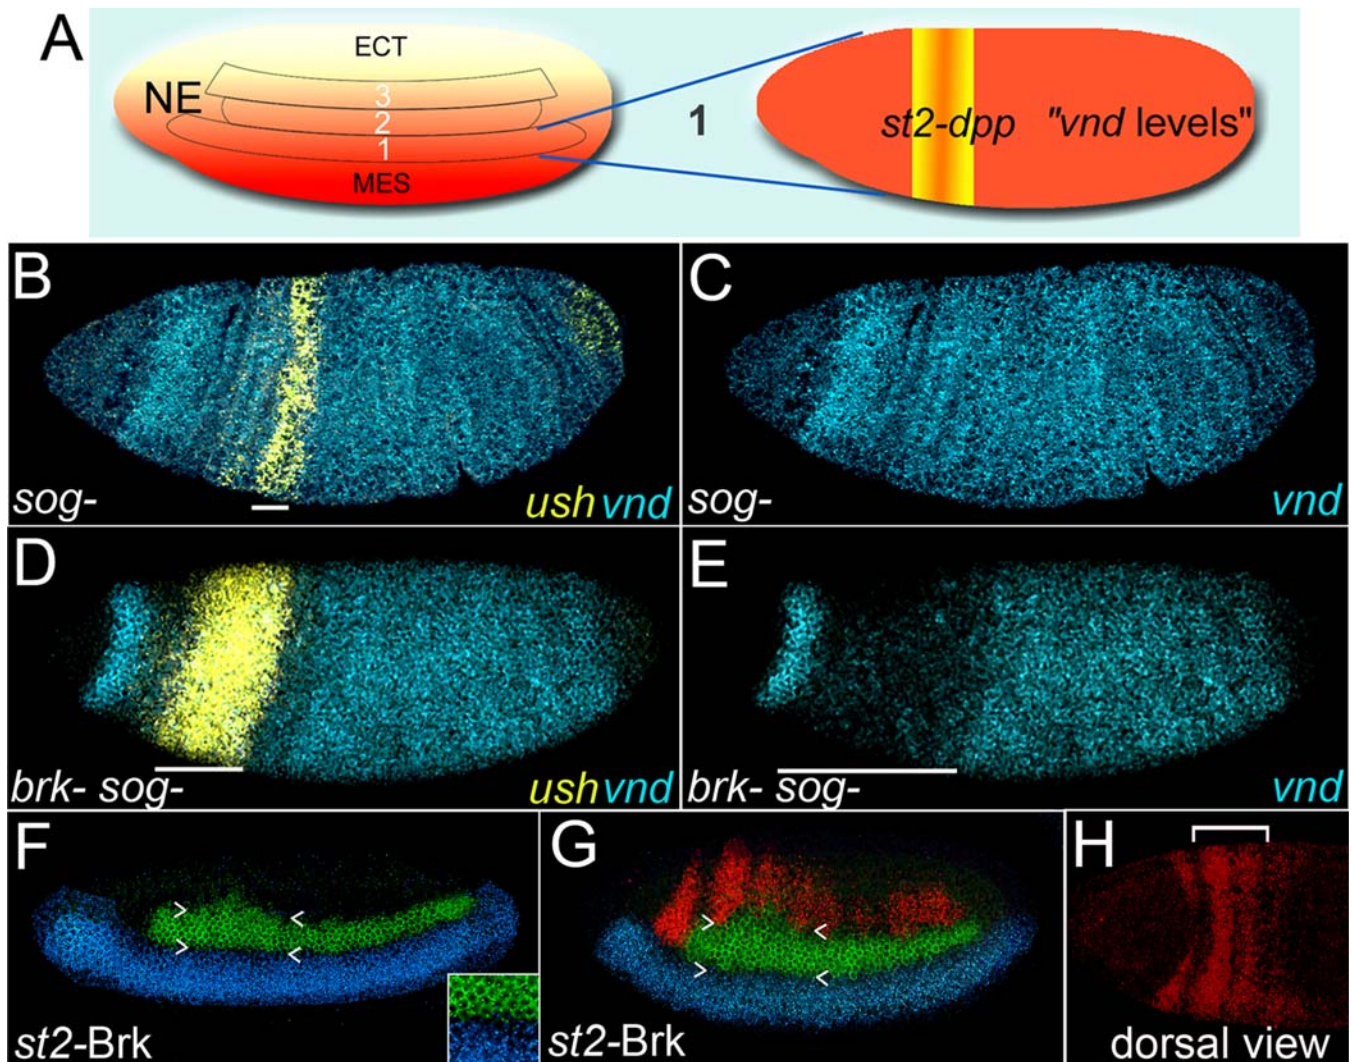 A
ECT
NE
3
2
1
MES
1
st2-dpp "vnd levels"
B
sog-
ush vnd
C
sog-
vnd
D
brk- sog-
ush vnd
E
brk- sog-
vnd
F
st2-Brk
G
st2-Brk
H
dorsal view